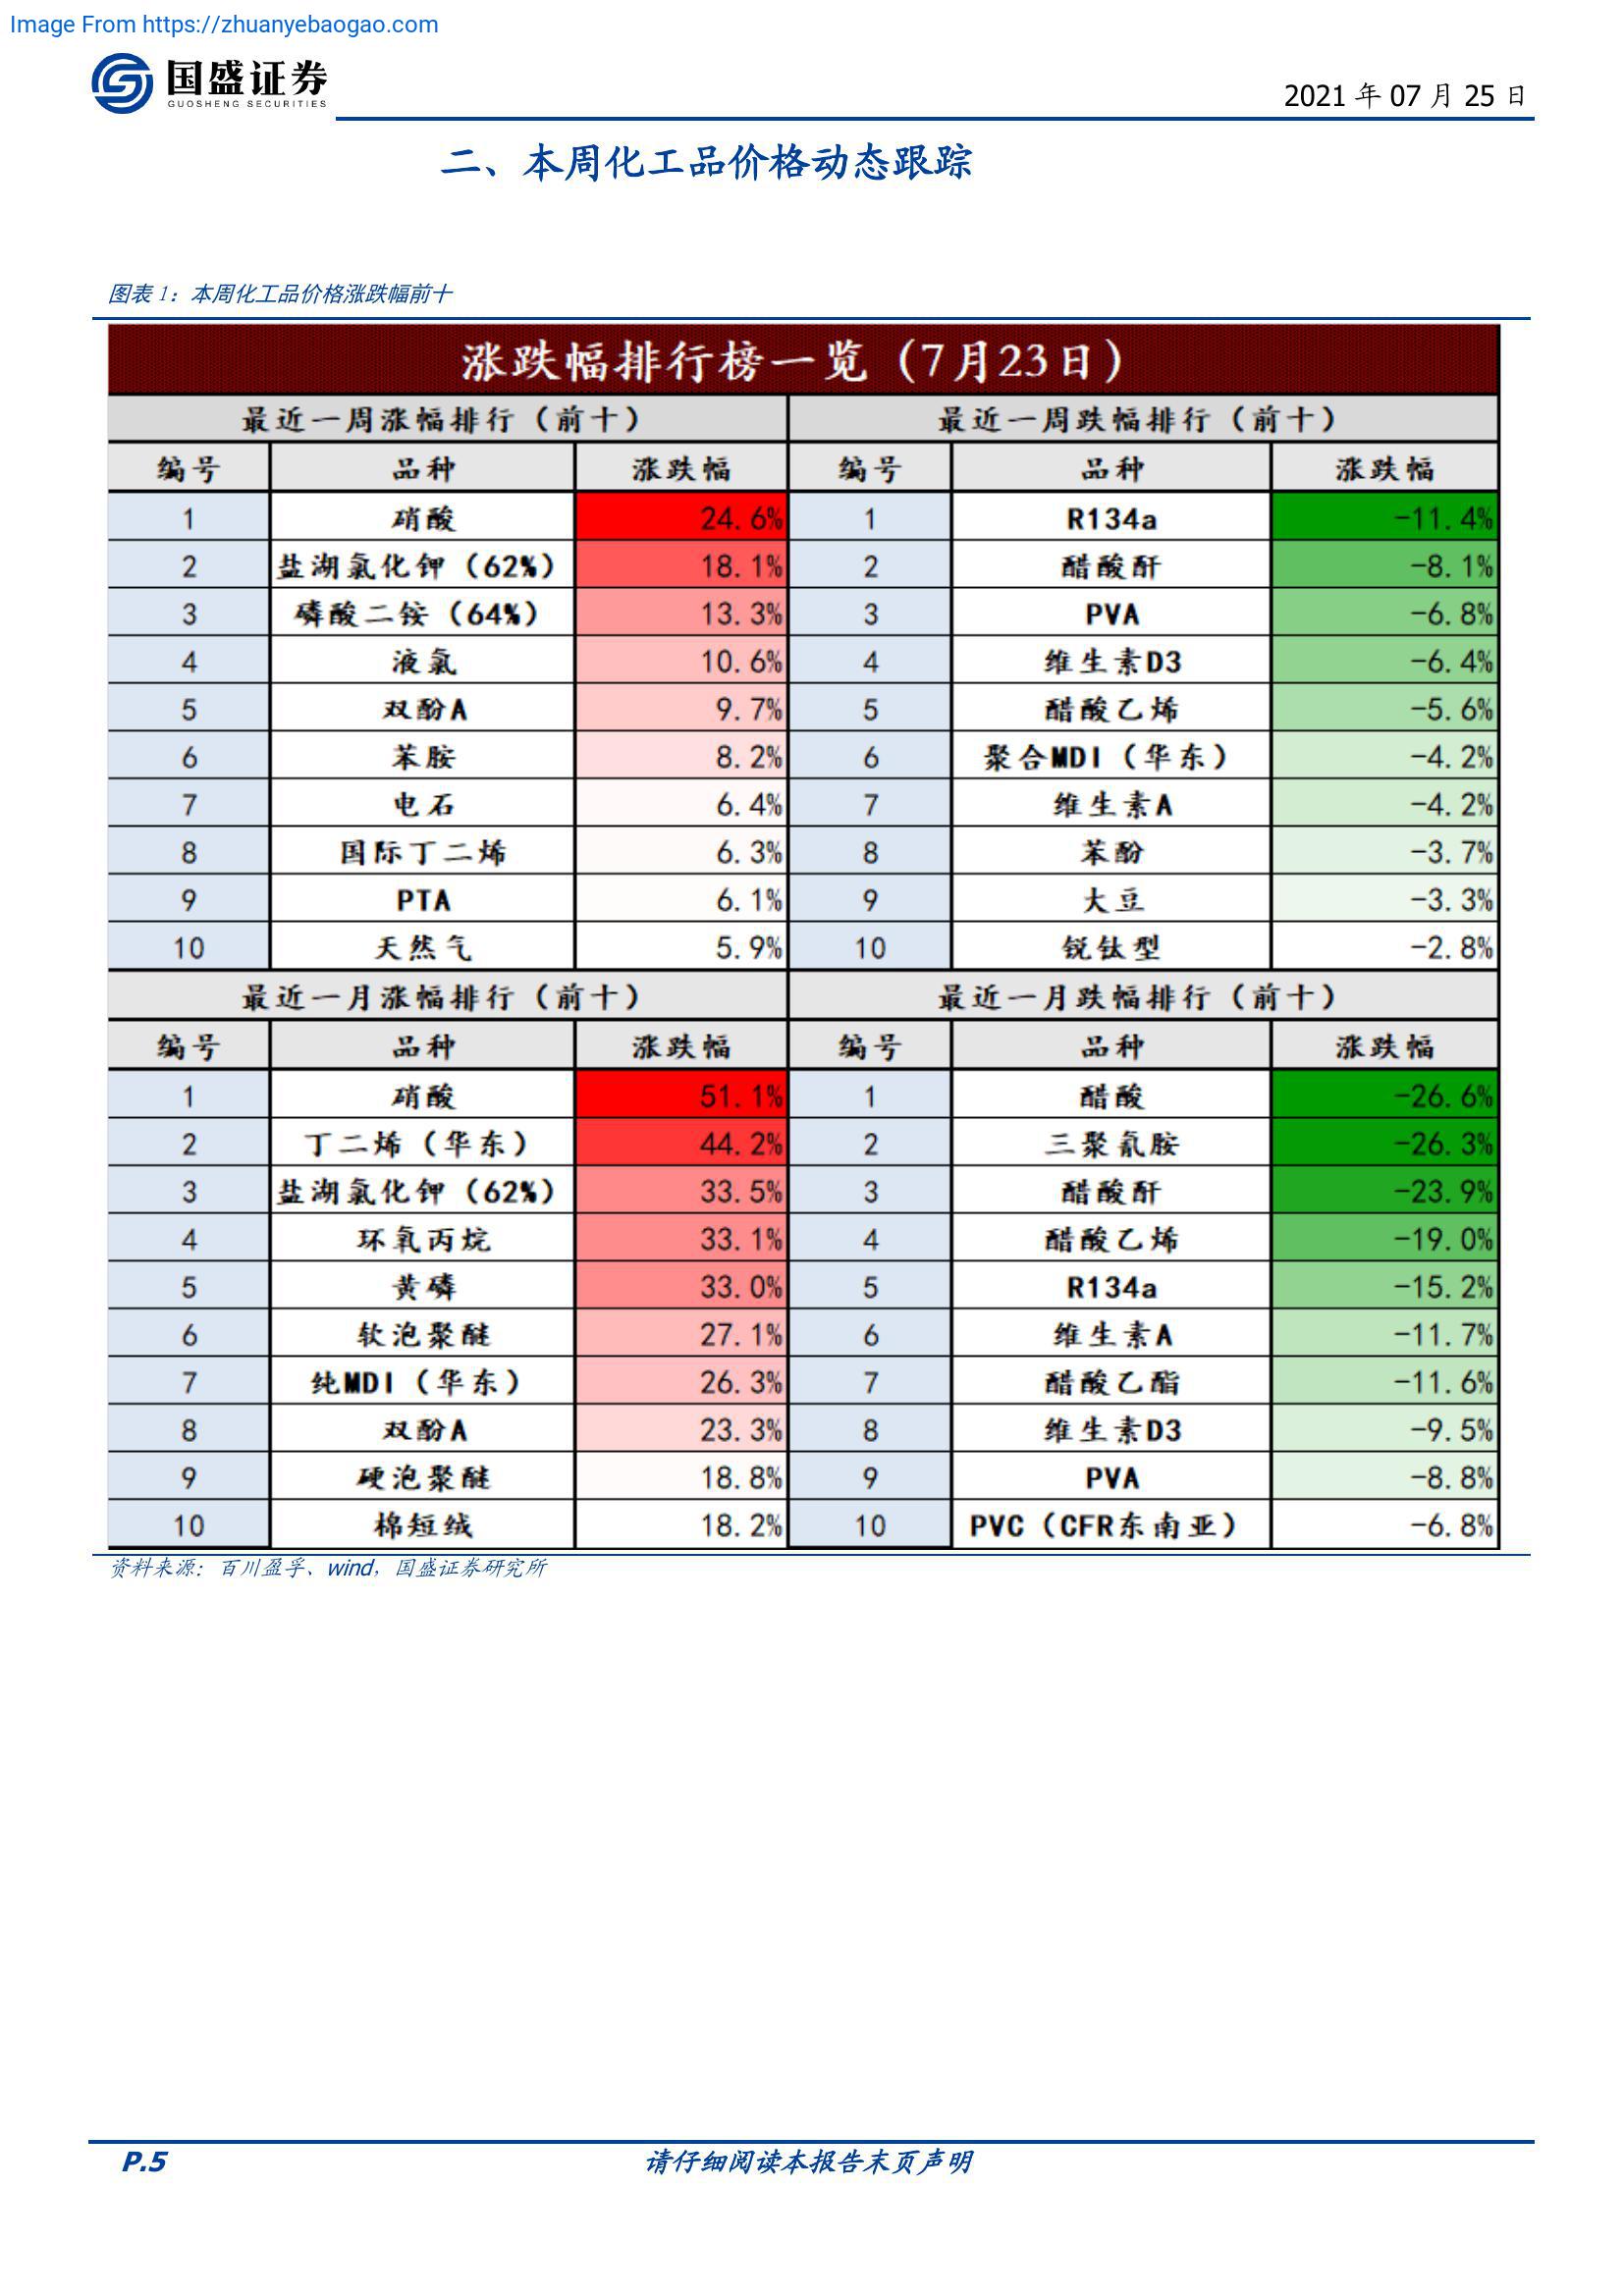 Image From https://zhuanyebaogao.com
国盛证券
GUOSHENG SECURITIES
2021 年 07 月 25 日
二、本周化工品价格动态跟踪
图表 1：本周化工品价格涨跌幅前十
涨跌幅排行榜一览（7月23日）
最近一周涨幅排行（前十） 最近一周跌幅排行（前十）
编号 品种 涨跌幅 编号 品种 涨跌幅
1 硝酸 24.6% 1 R134a -11.4%
2 盐湖氯化钾（62%） 18.1% 2 醋酸酐 -8.1%
3 磷酸二铵（64%） 13.3% 3 PVA -6.8%
4 液氯 10.6% 4 维生素D3 -6.4%
5 双酚A 9.7% 5 醋酸乙烯 -5.6%
6 苯胺 8.2% 6 聚合MDI（华东） -4.2%
7 电石 6.4% 7 维生素A -4.2%
8 国际丁二烯 6.3% 8 苯酚 -3.7%
9 PTA 6.1% 9 大豆 -3.3%
10 天然气 5.9% 10 锐钛型 -2.8%
最近一月涨幅排行（前十） 最近一月跌幅排行（前十）
编号 品种 涨跌幅 编号 品种 涨跌幅
1 硝酸 51.1% 1 醋酸 -26.6%
2 丁二烯（华东） 44.2% 2 三聚氰胺 -26.3%
3 盐湖氯化钾（62%） 33.5% 3 醋酸酐 -23.9%
4 环氧丙烷 33.1% 4 醋酸乙烯 -19.0%
5 黄磷 33.0% 5 R134a -15.2%
6 软泡聚醚 27.1% 6 维生素A -11.7%
7 纯MDI（华东） 26.3% 7 醋酸乙酯 -11.6%
8 双酚A 23.3% 8 维生素D3 -9.5%
9 硬泡聚醚 18.8% 9 PVA -8.8%
10 棉短绒 18.2% 10 PVC（CFR东南亚） -6.8%
资料来源：百川盈孚、wind，国盛证券研究所
P.5 请仔细阅读本报告末页声明